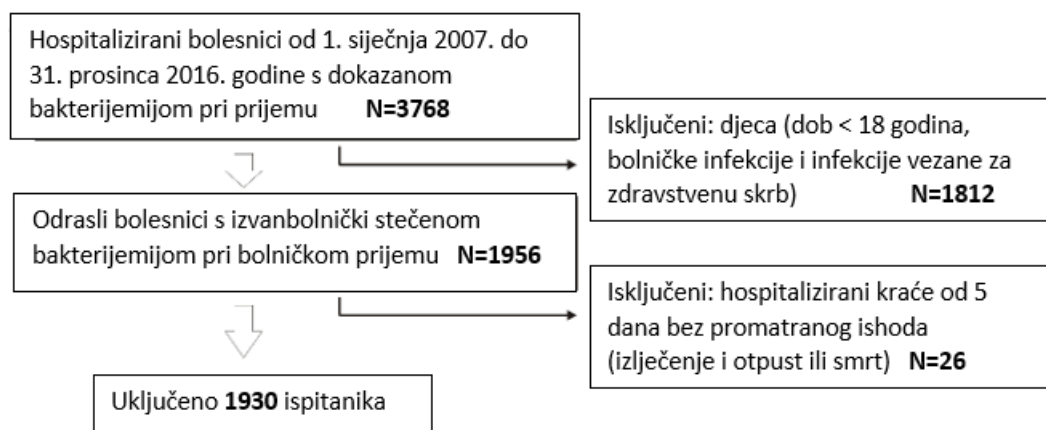 Hospitalizirani bolesnici od 1. siječnja 2007. do
31. prosinca 2016. godine s dokazanom
bakterijemijom pri prijemu N=3768
Isključeni: djeca (dob < 18 godina,
bolničke infekcije i infekcije vezane za
zdravstvenu skrb) N=1812
Odrasli bolesnici s izvanbolnički stečenom
bakterijemijom pri bolničkom prijemu N=1956
Isključeni: hospitalizirani kraće od 5
dana bez promatranog ishoda
(izlječenje i otpust ili smrt) N=26
Uključeno 1930 ispitanika